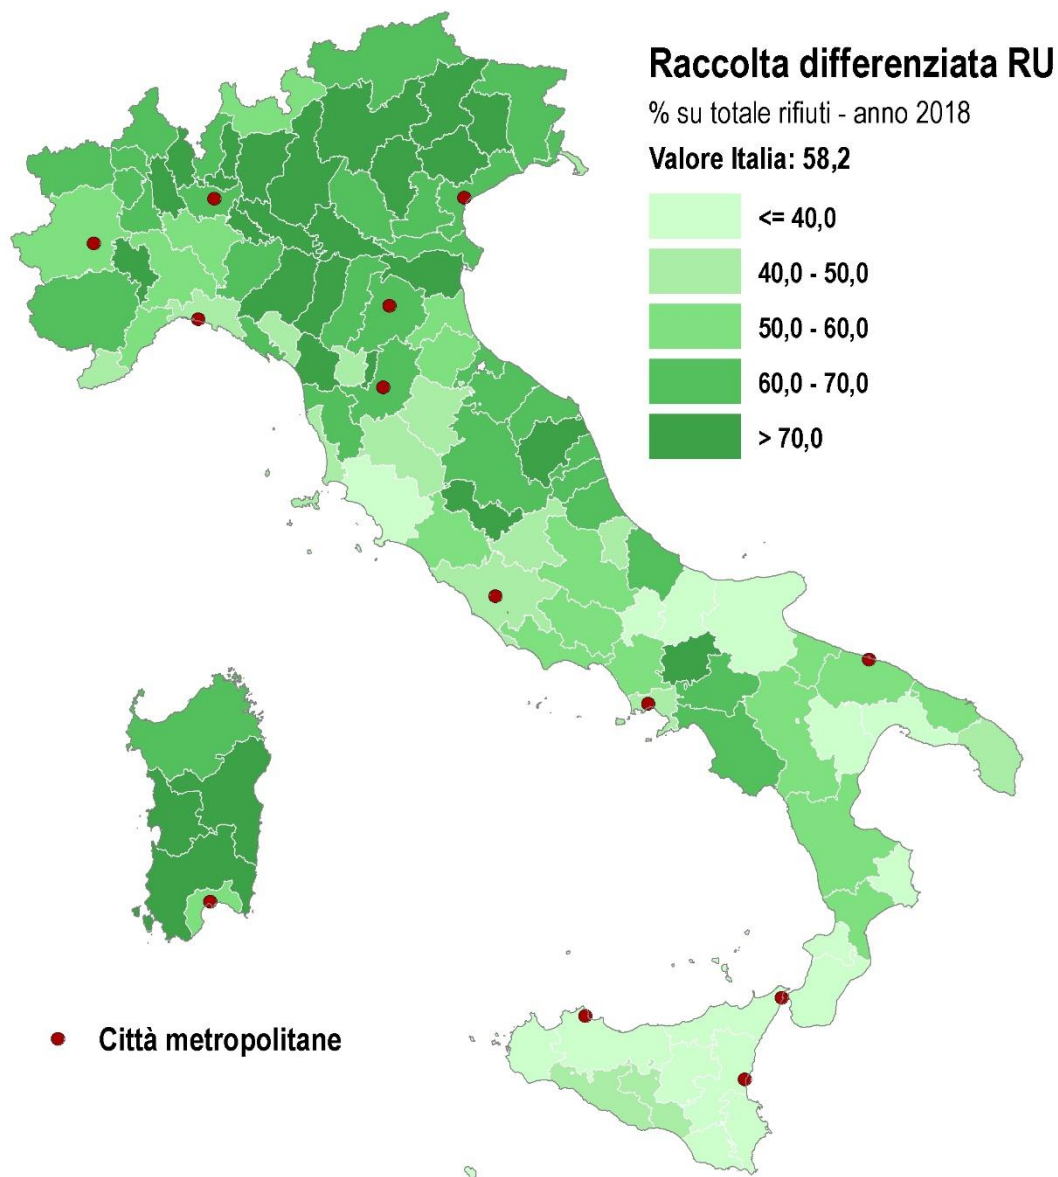 Raccolta differenziata RU
% su totale rifiuti - anno 2018
Valore Italia: 58,2
<= 40,0
40,0 - 50,0
50,0 - 60,0
60,0 - 70,0
> 70,0
Città metropolitane